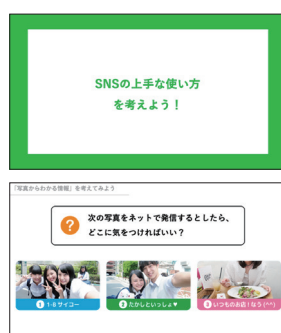 SNSの上手な使い方
を考えよう！
「写真からわかる情報」を考えてみよう
? 次の写真をネットで発信するとしたら、
どこに気をつければいい？
1 1-B サイコー
2 たかしといっしょ♥
3 いつものお店！なう (^^)